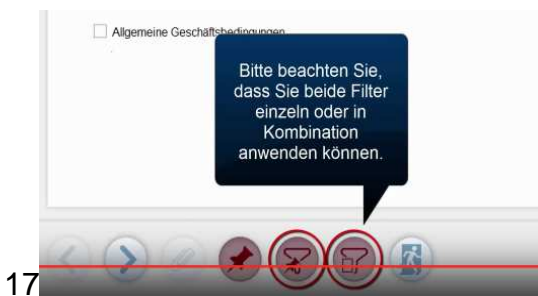 Allgemeine Geschäftsbedingungen
Bitte beachten Sie,
dass Sie beide Filter
einzeln oder in
Kombination
anwenden können.
17